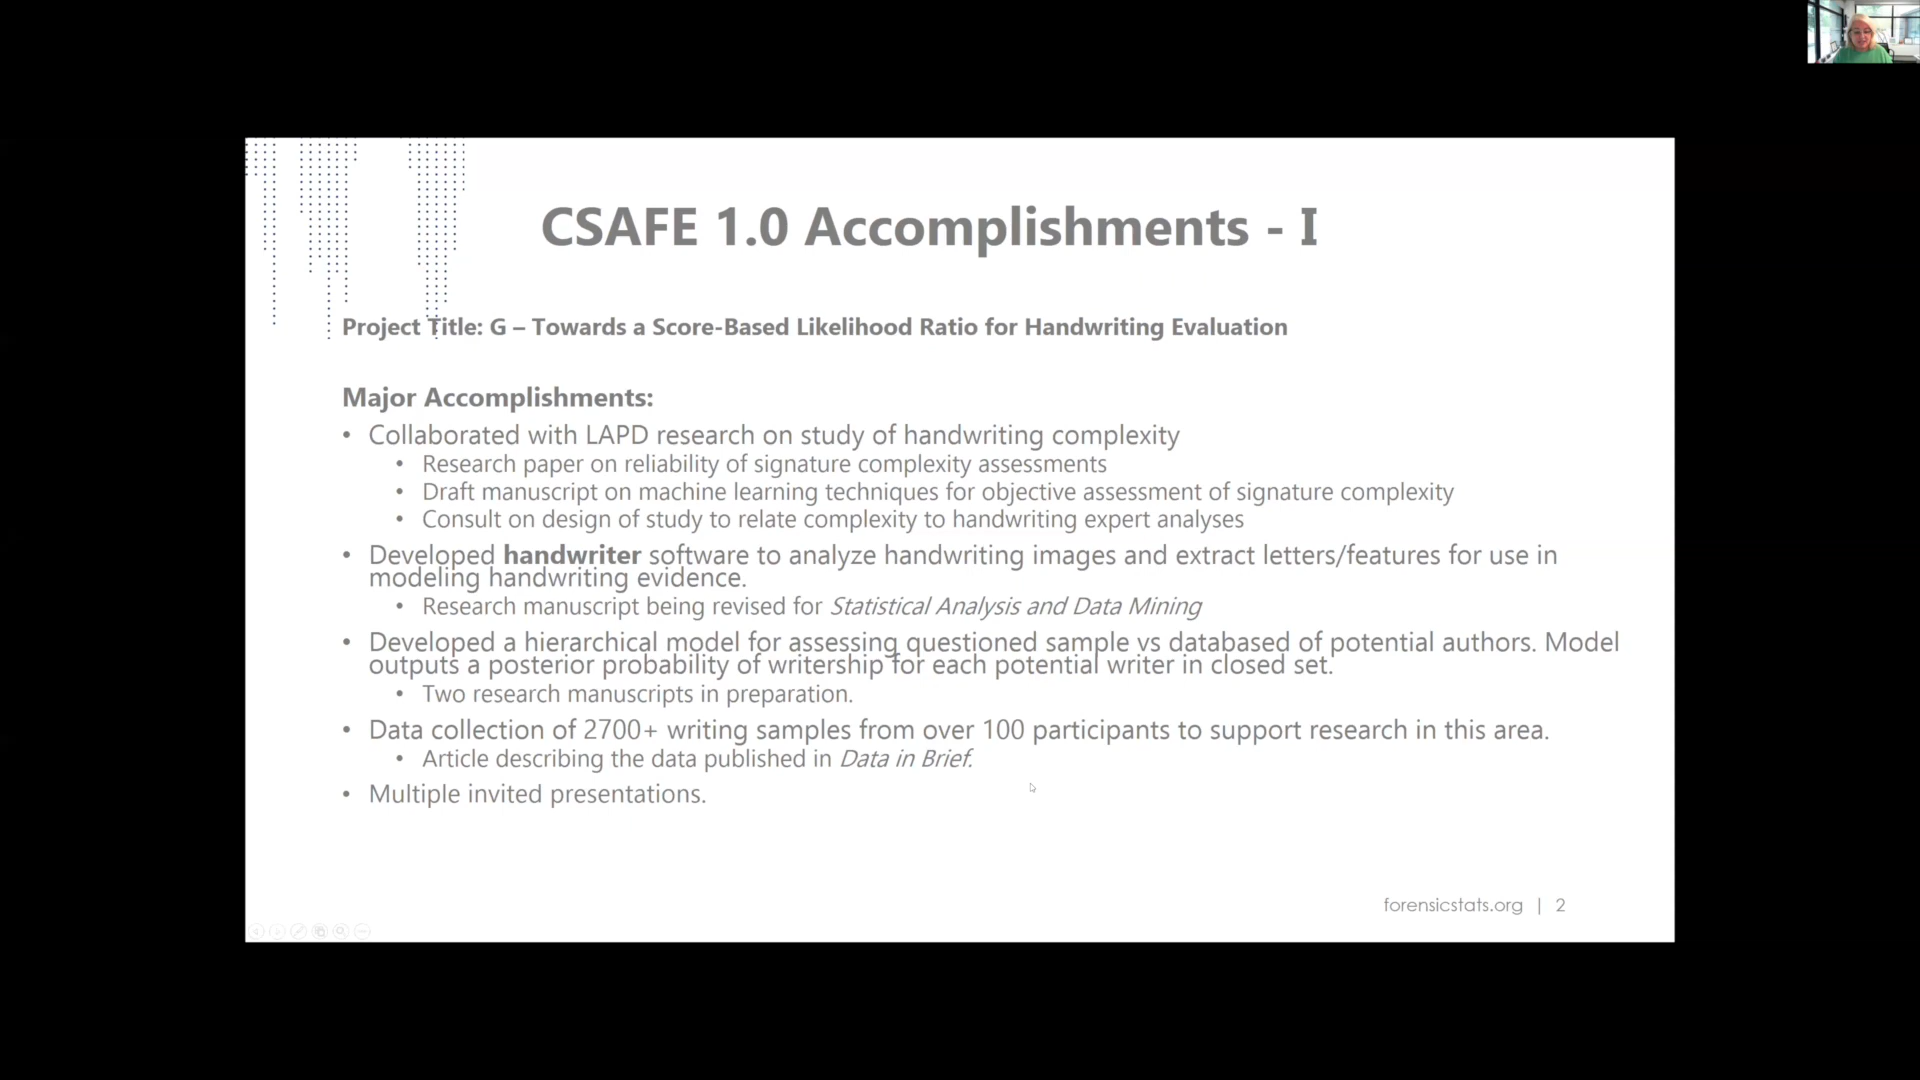 CSAFE 1.0 Accomplishments - I
Project Title: G – Towards a Score-Based Likelihood Ratio for Handwriting Evaluation
Major Accomplishments:
• Collaborated with LAPD research on study of handwriting complexity
• Research paper on reliability of signature complexity assessments
• Draft manuscript on machine learning techniques for objective assessment of signature complexity
• Consult on design of study to relate complexity to handwriting expert analyses
• Developed handwriter software to analyze handwriting images and extract letters/features for use in
modeling handwriting evidence.
• Research manuscript being revised for Statistical Analysis and Data Mining
• Developed a hierarchical model for assessing questioned sample vs databased of potential authors. Model
outputs a posterior probability of writership for each potential writer in closed set.
• Two research manuscripts in preparation.
• Data collection of 2700+ writing samples from over 100 participants to support research in this area.
• Article describing the data published in Data in Brief.
• Multiple invited presentations.
forensicstats.org | 2